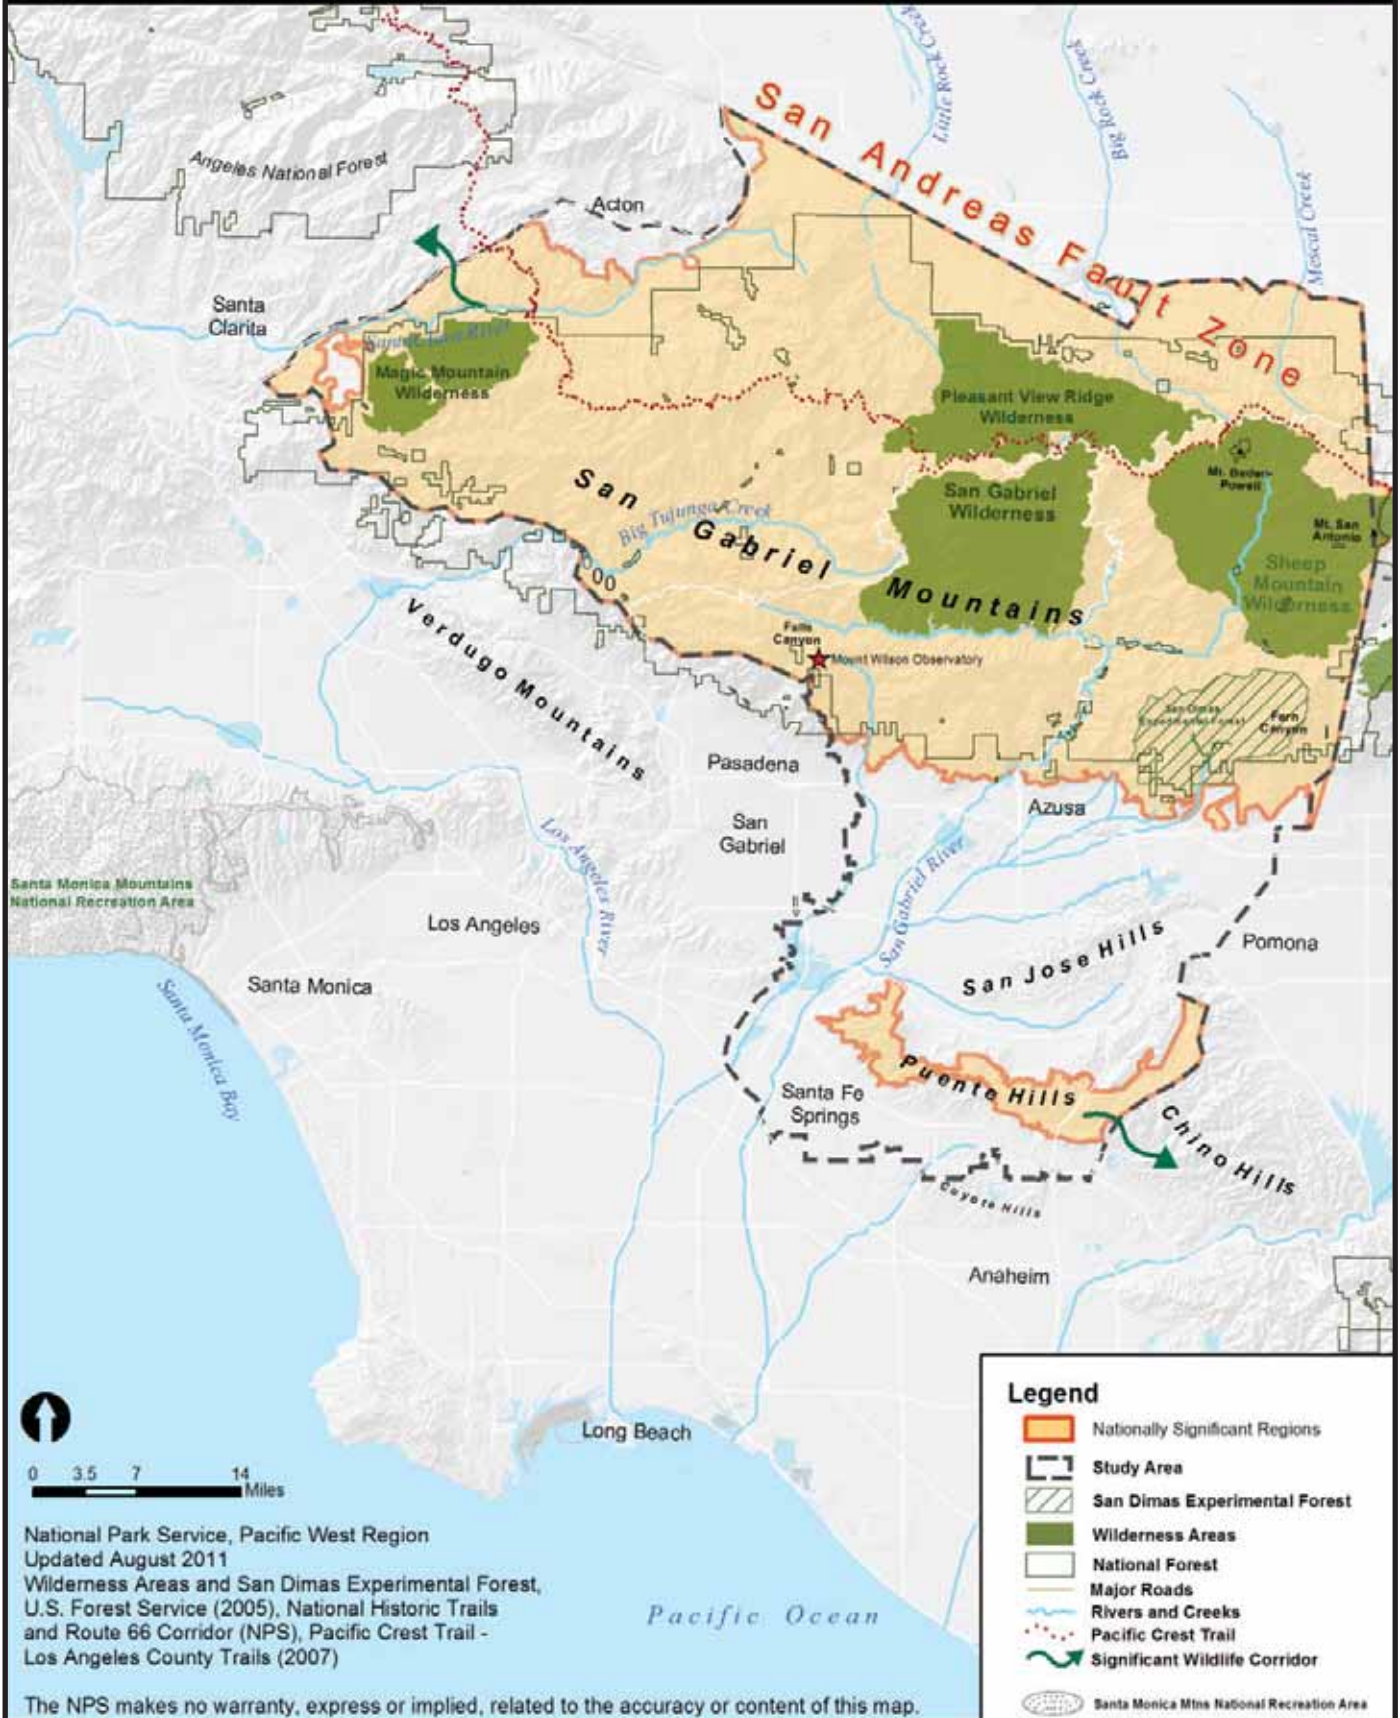 Little Rock Creek
Big Rock Creek
Mescal Creek
San Andreas Fault Zone
Angeles National Forest
Acton
Santa
Clarita
Santa Clara River
Magic Mountain
Wilderness
Pleasant View Ridge
Wilderness
Mt. Baden-
Powell
San Gabriel
Wilderness
Mt. San
Antonio
Sheep
Mountain
Wilderness
San Gabriel Mountains
Big Tujunga Creek
Verdugo Mountains
Falls
Canyon
Mount Wilson Observatory
San Dimas
Experimental Forest
Fern
Canyon
Pasadena
Azusa
San
Gabriel
Los Angeles River
San Gabriel River
Santa Monica Mountains
National Recreation Area
Los Angeles
San Jose Hills
Pomona
Santa Monica
Santa Monica Bay
Puente Hills
Santa Fe
Springs
Chino Hills
Coyote Hills
Anaheim
Long Beach
Pacific Ocean
0 3.5 7 14
Miles
National Park Service, Pacific West Region
Updated August 2011
Wilderness Areas and San Dimas Experimental Forest,
U.S. Forest Service (2005), National Historic Trails
and Route 66 Corridor (NPS), Pacific Crest Trail -
Los Angeles County Trails (2007)
The NPS makes no warranty, express or implied, related to the accuracy or content of this map.
Legend
Nationally Significant Regions
Study Area
San Dimas Experimental Forest
Wilderness Areas
National Forest
Major Roads
Rivers and Creeks
Pacific Crest Trail
Significant Wildlife Corridor
Santa Monica Mtns National Recreation Area